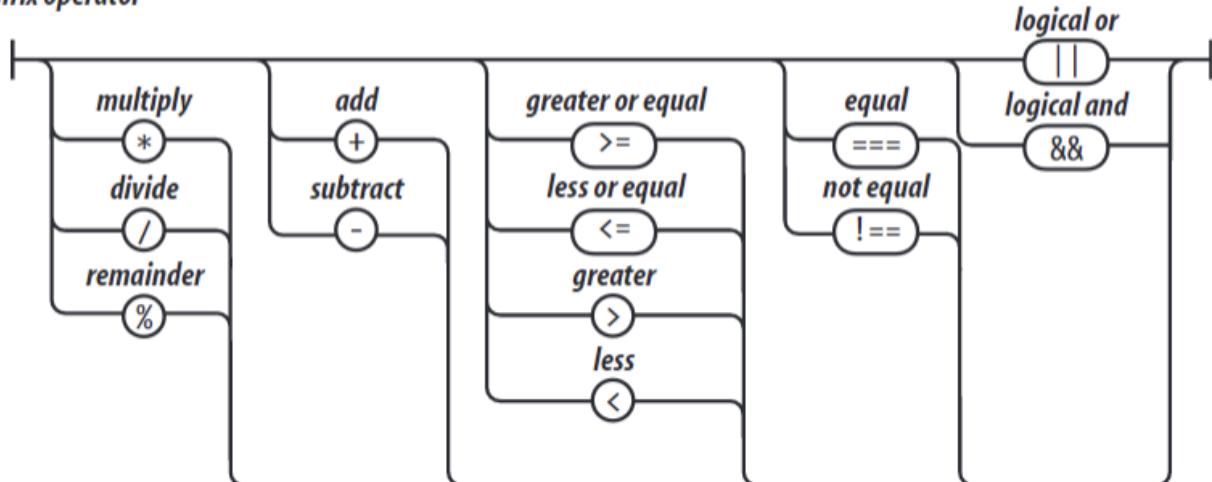 operator
logical or
||
multiply add greater or equal equal logical and
* + >= === &&
divide subtract less or equal not equal
/ - <= !==
remainder greater
% >
less
<